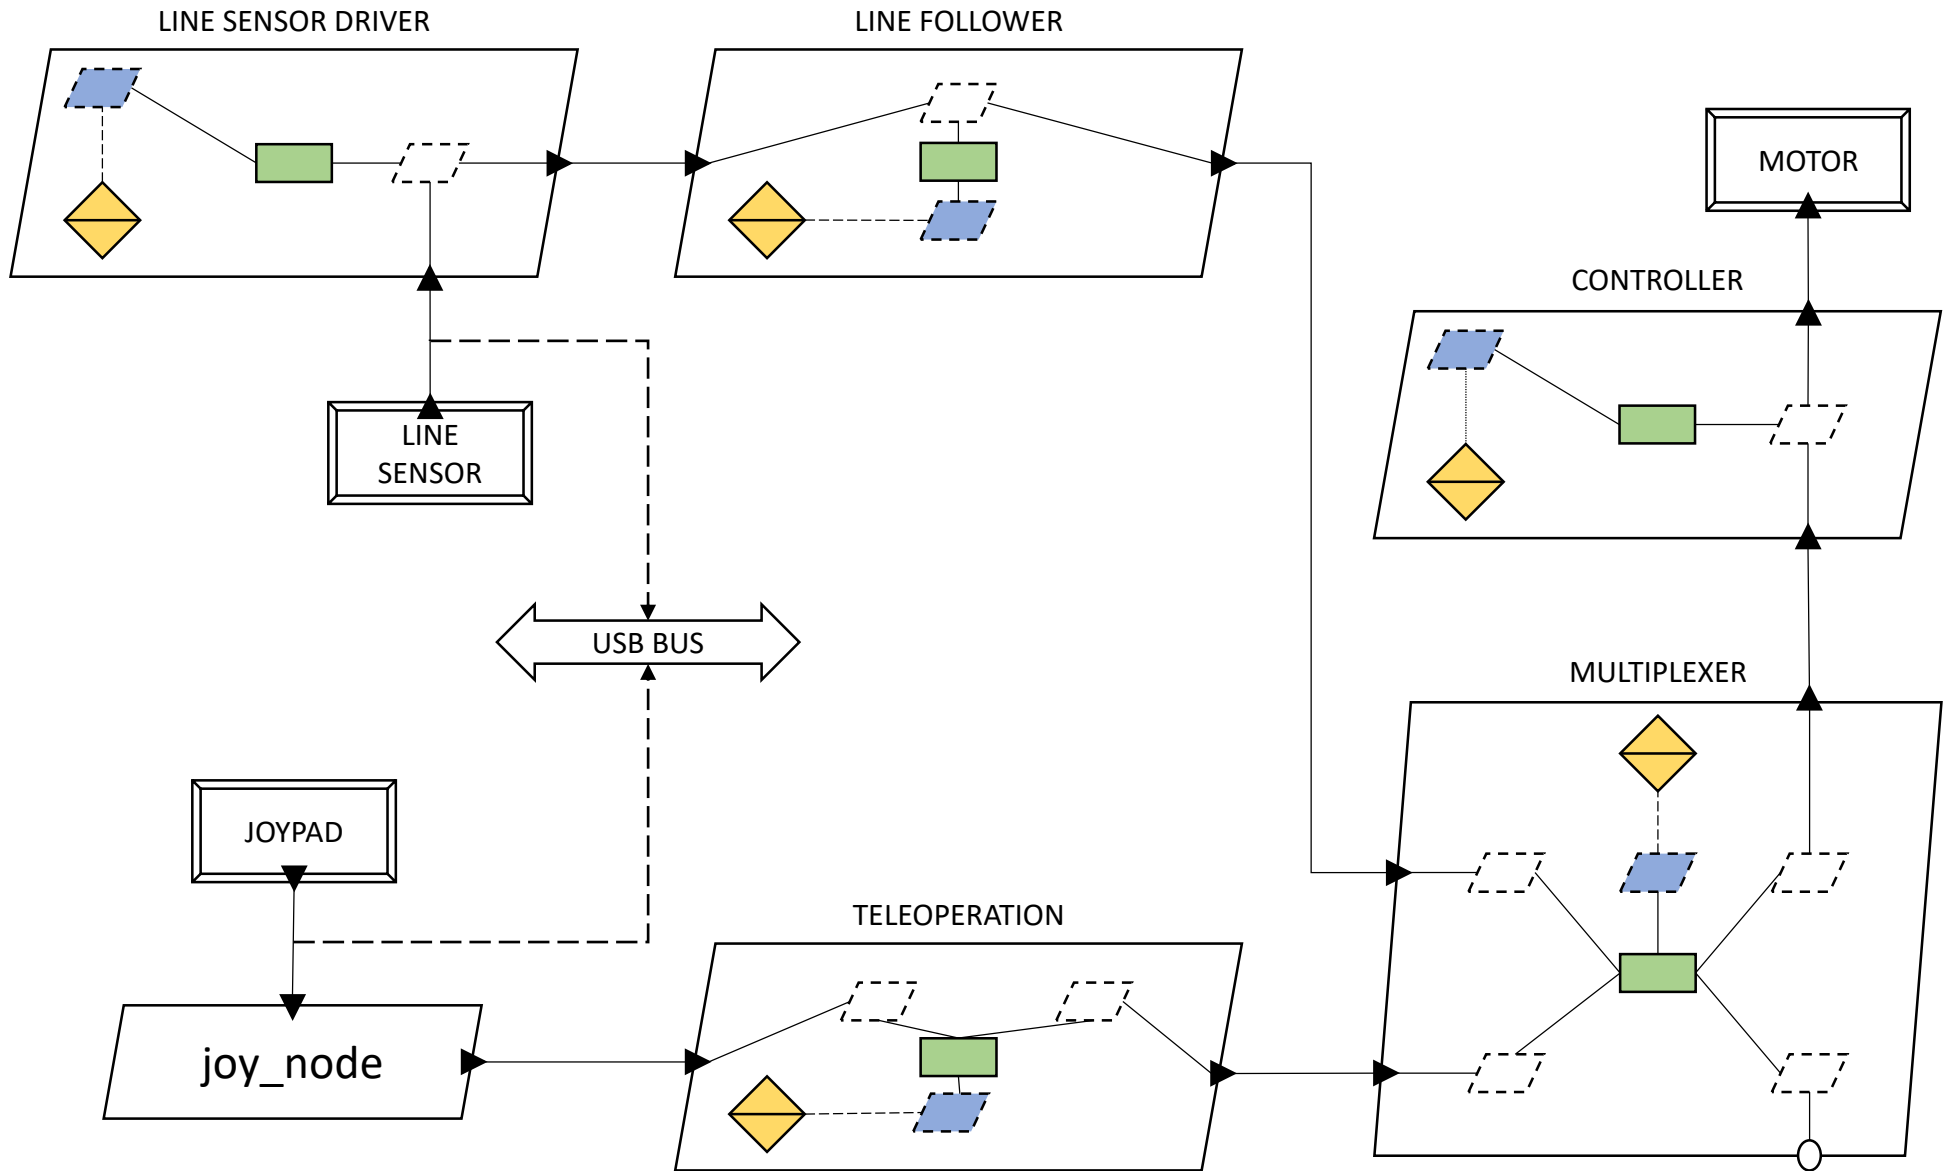 LINE SENSOR DRIVER
LINE FOLLOWER
MOTOR
CONTROLLER
LINE
SENSOR
USB BUS
MULTIPLEXER
JOYPAD
TELEOPERATION
joy_node